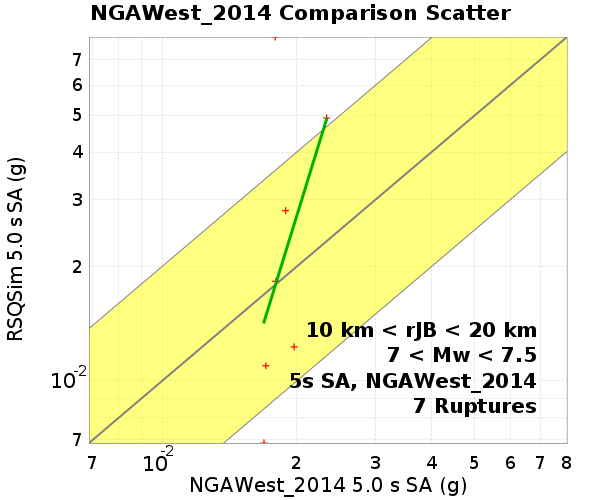 NGAWest_2014 Comparison Scatter
RSQSim 5.0 s SA (g)
7
6
5
4
3
2
10-2
7
10 km < rJB < 20 km
7 < Mw < 7.5
5s SA, NGAWest_2014
7 Ruptures
7 10-2 2 3 4 5 6 7 8
NGAWest_2014 5.0 s SA (g)